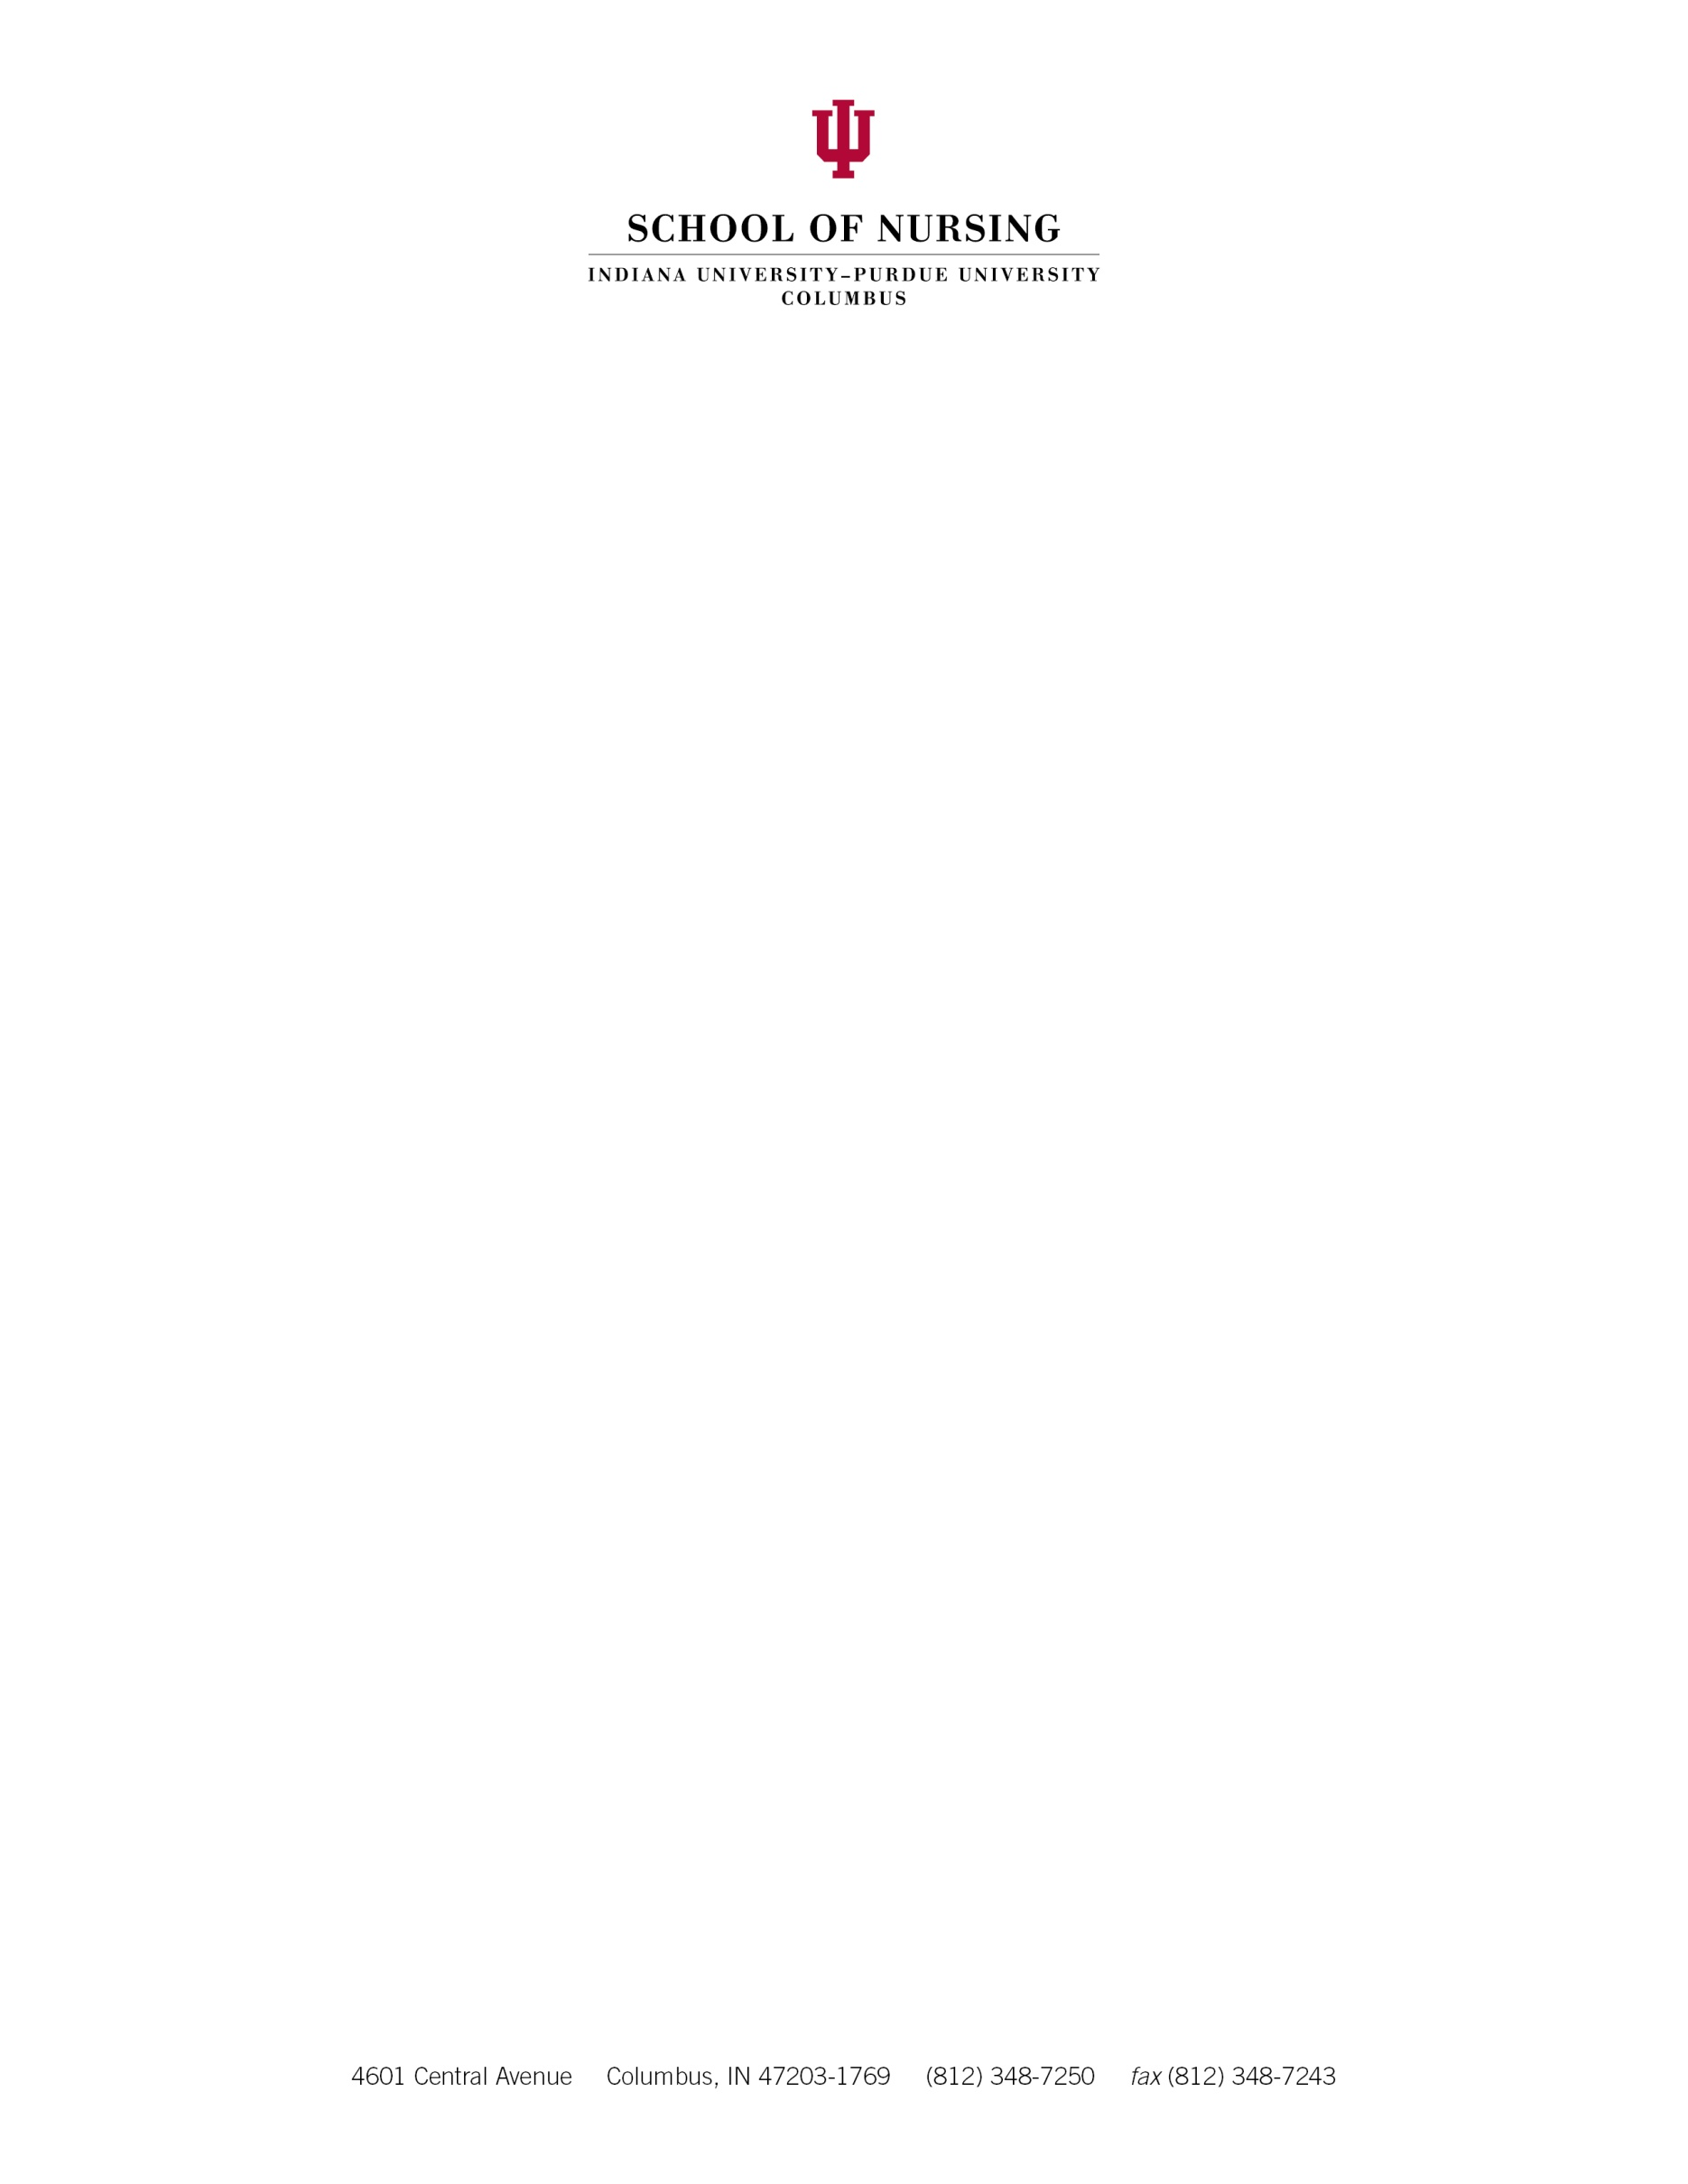 SCHOOL OF NURSING
INDIANA UNIVERSITY–PURDUE UNIVERSITY
COLUMBUS
4601 Central Avenue Columbus, IN 47203-1769 (812) 348-7250 fax (812) 348-7243